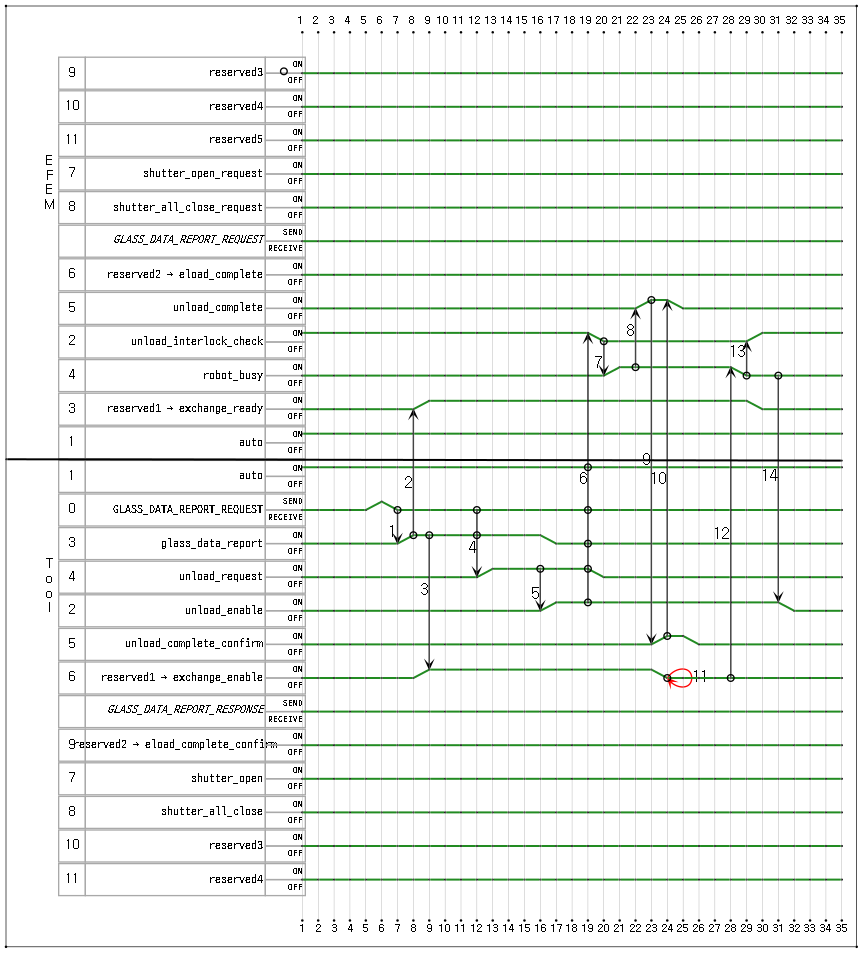 1 2 3 4 5 6 7 8 9 10 11 12 13 14 15 16 17 18 19 20 21 22 23 24 25 26 27 28 29 30 31 32 33 34 35
EFEM
9 reserved3 ON OFF
10 reserved4 ON OFF
11 reserved5 ON OFF
7 shutter_open_request ON OFF
8 shutter_all_close_request ON OFF
GLASS_DATA_REPORT_REQUEST SEND RECEIVE
6 reserved2 → eload_complete ON OFF
5 unload_complete ON OFF
8
2 unload_interlock_check ON OFF
7 13
4 robot_busy ON OFF
3 reserved1 → exchange_ready ON OFF
1 auto ON OFF
9
Tool
1 auto ON OFF
2 6 10 14
0 GLASS_DATA_REPORT_REQUEST SEND RECEIVE
1 12
3 glass_data_report ON OFF
4
4 unload_request ON OFF
3 5
2 unload_enable ON OFF
5 unload_complete_confirm ON OFF
6 reserved1 → exchange_enable ON OFF
11
GLASS_DATA_REPORT_RESPONSE SEND RECEIVE
9 reserved2 → eload_complete_confirm ON OFF
7 shutter_open ON OFF
8 shutter_all_close ON OFF
10 reserved3 ON OFF
11 reserved4 ON OFF
1 2 3 4 5 6 7 8 9 10 11 12 13 14 15 16 17 18 19 20 21 22 23 24 25 26 27 28 29 30 31 32 33 34 35